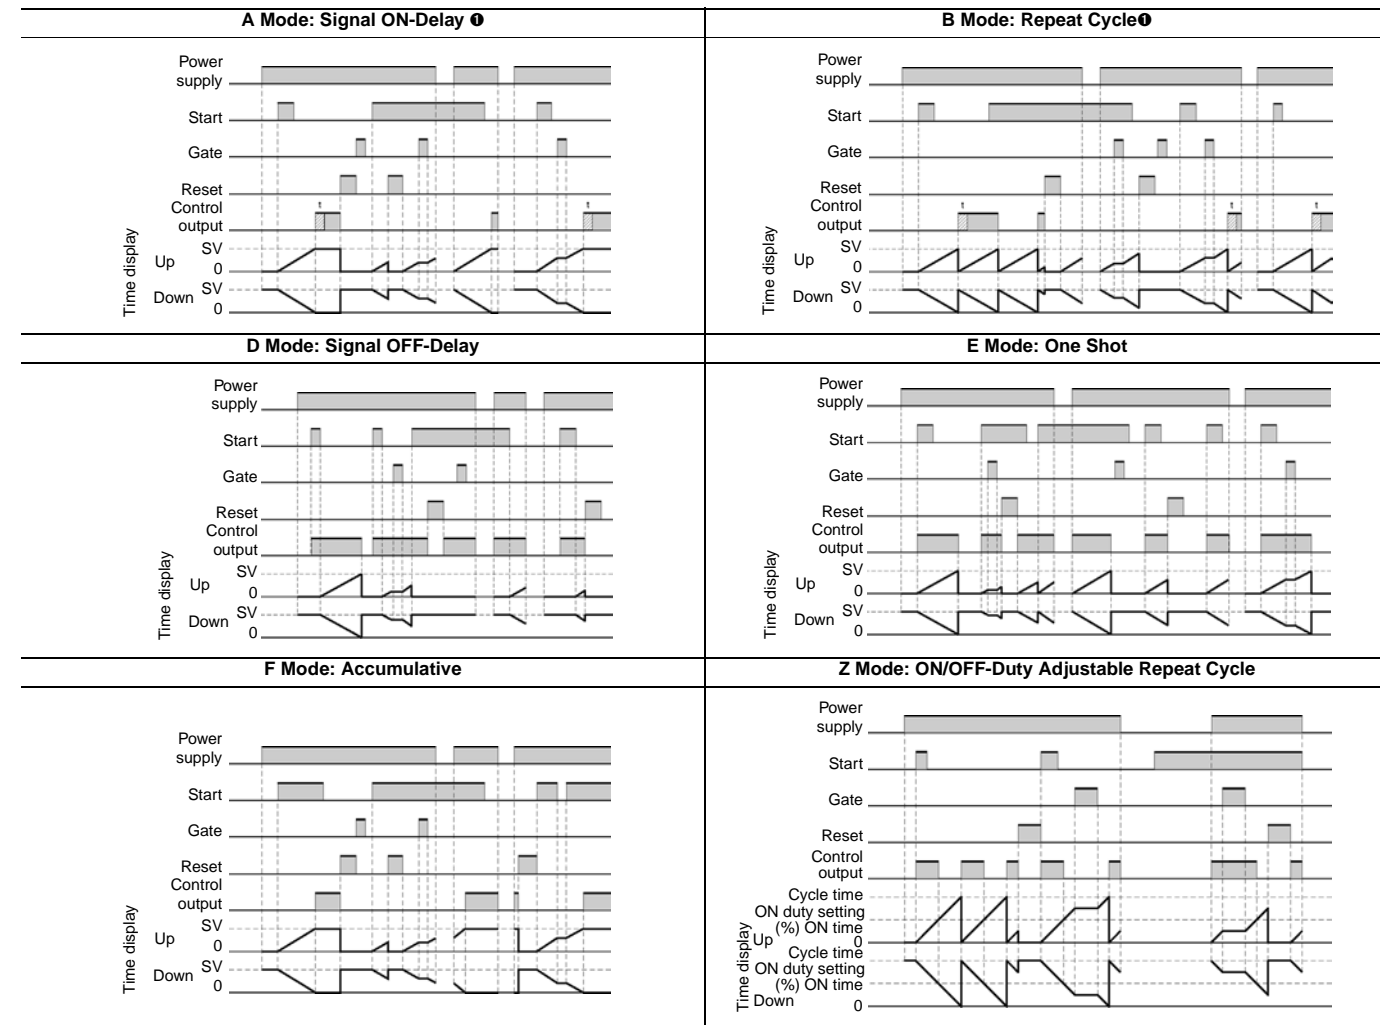 A Mode: Signal ON-Delay ❶
Power
supply
Start
Gate
Reset
Control
output
t
t
Time display
Up
SV
0
Down
SV
0
B Mode: Repeat Cycle❶
Power
supply
Start
Gate
Reset
Control
output
t
t
t
Time display
Up
SV
0
Down
SV
0
D Mode: Signal OFF-Delay
Power
supply
Start
Gate
Reset
Control
output
Time display
Up
SV
0
Down
SV
0
E Mode: One Shot
Power
supply
Start
Gate
Reset
Control
output
Time display
Up
SV
0
Down
SV
0
F Mode: Accumulative
Power
supply
Start
Gate
Reset
Control
output
Time display
Up
SV
0
Down
SV
0
Z Mode: ON/OFF-Duty Adjustable Repeat Cycle
Power
supply
Start
Gate
Reset
Control
output
Time display
Cycle time
ON duty setting
(%) ON time
Up
0
Cycle time
ON duty setting
(%) ON time
Down
0